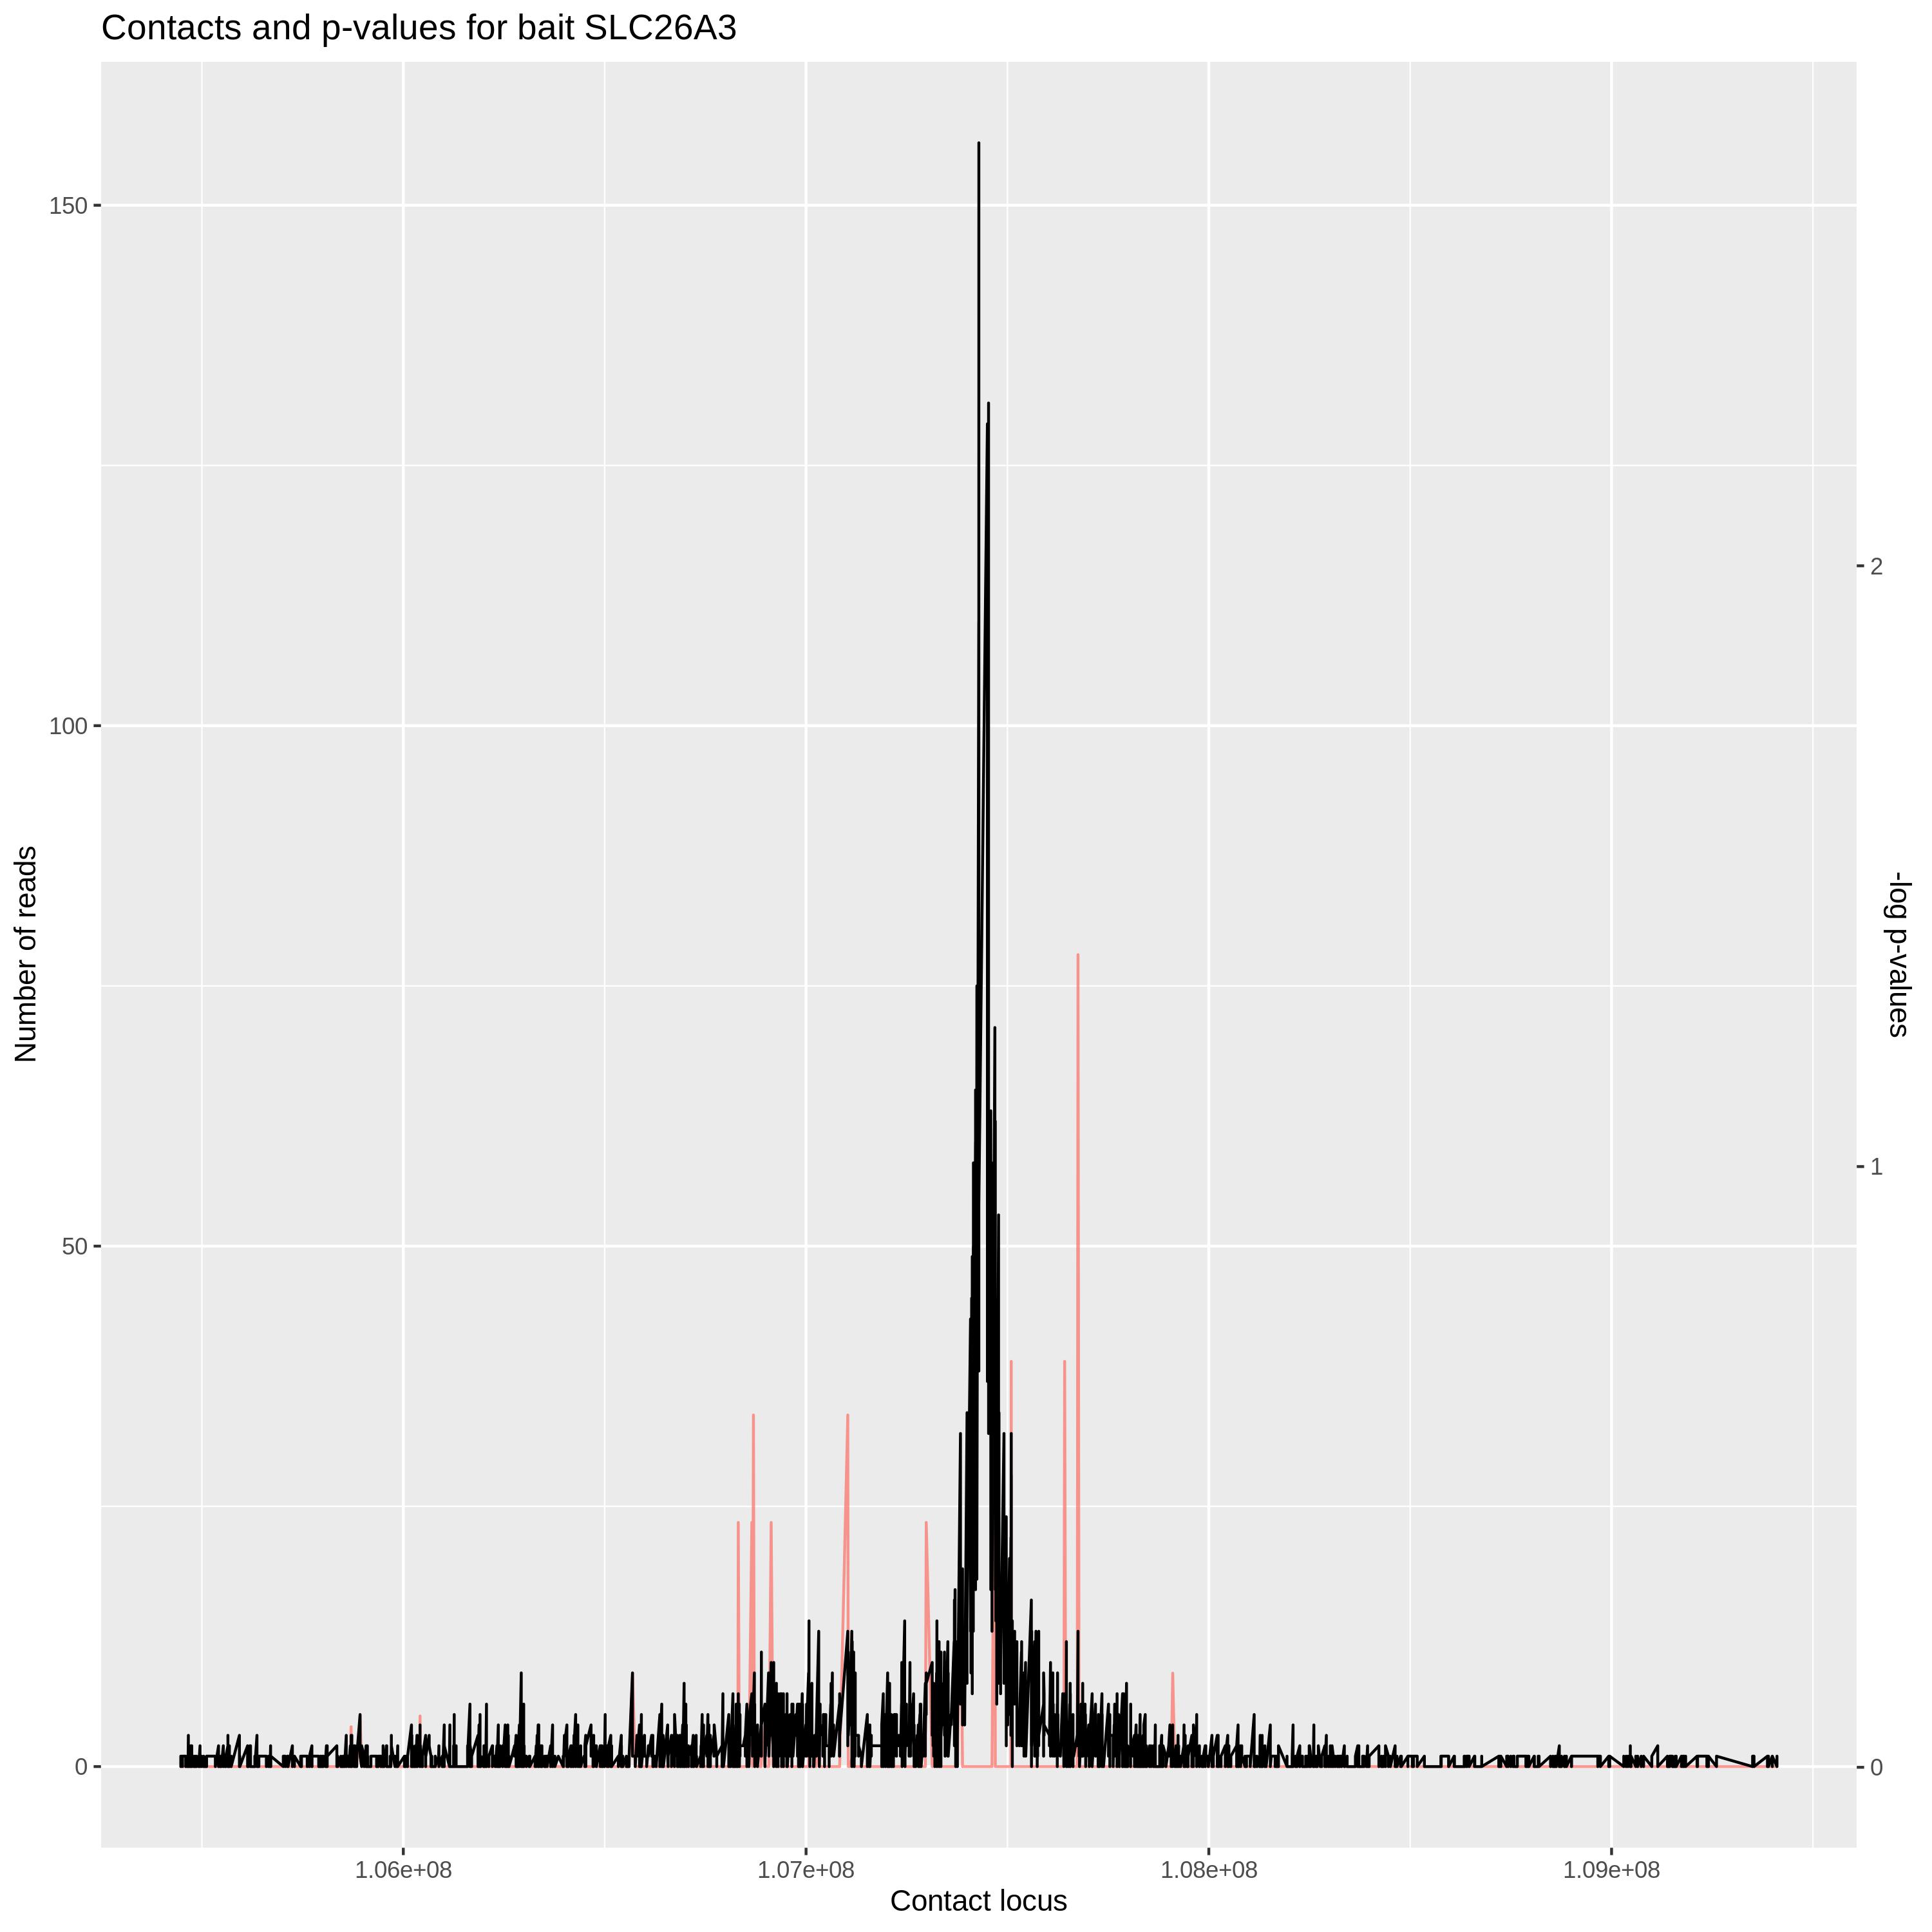 Contacts and p-values for bait SLC26A3
Number of reads
150
100
50
0
2
1
0
-log p-values
1.06e+08 1.07e+08 1.08e+08 1.09e+08
Contact locus